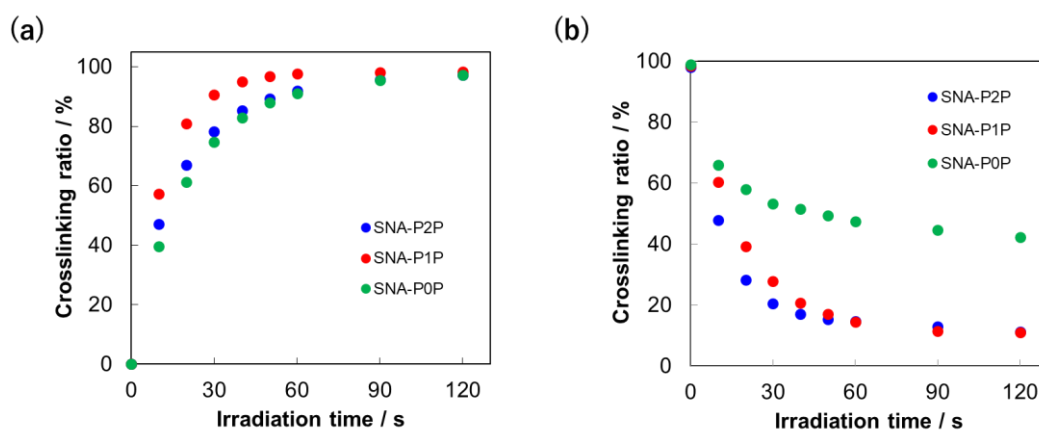 (a)
Crosslinking ratio / %
100
80
60
40
20
0
SNA-P2P
SNA-P1P
SNA-P0P
0 30 60 90 120
Irradiation time / s
(b)
Crosslinking ratio / %
100
80
60
40
20
0
SNA-P2P
SNA-P1P
SNA-P0P
0 30 60 90 120
Irradiation time / s